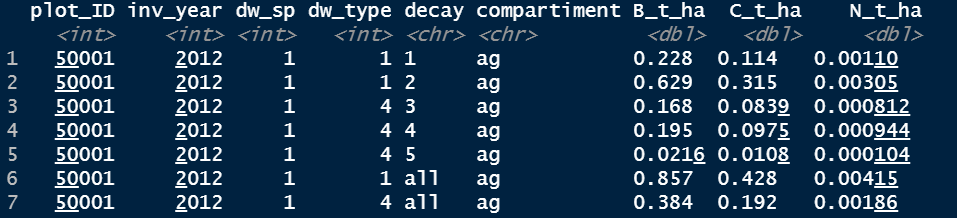 plot_ID inv_year dw_sp dw_type decay compartiment B_t_ha C_t_ha N_t_ha
<int> <int> <int> <int> <chr> <chr> <dbl> <dbl> <dbl>
1 50001 2012 1 1 1 ag 0.228 0.114 0.00110
2 50001 2012 1 1 2 ag 0.629 0.315 0.00305
3 50001 2012 1 4 3 ag 0.168 0.0839 0.000812
4 50001 2012 1 4 4 ag 0.195 0.0975 0.000944
5 50001 2012 1 4 5 ag 0.0216 0.0108 0.000104
6 50001 2012 1 1 all ag 0.857 0.428 0.00415
7 50001 2012 1 4 all ag 0.384 0.192 0.00186